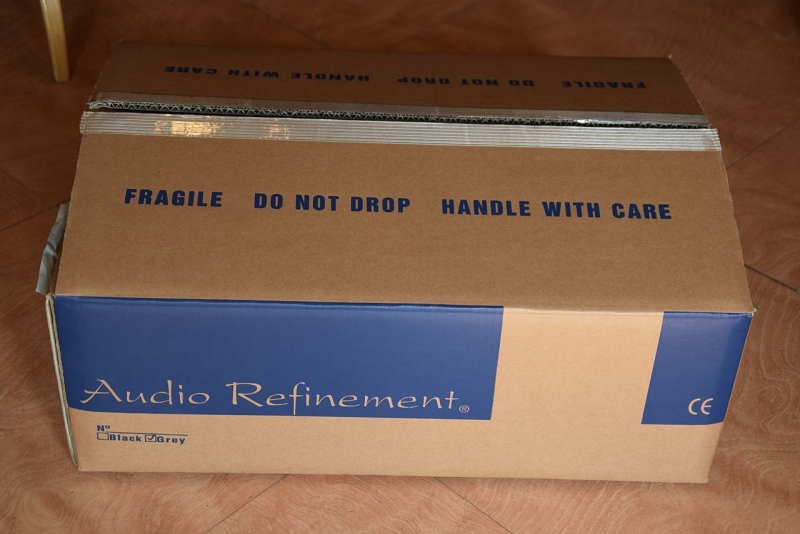 FRAGILE DO NOT DROP HANDLE WITH CARE
FRAGILE DO NOT DROP HANDLE WITH CARE
Audio Refinement®
CE
Nº
☐Black ☑Grey